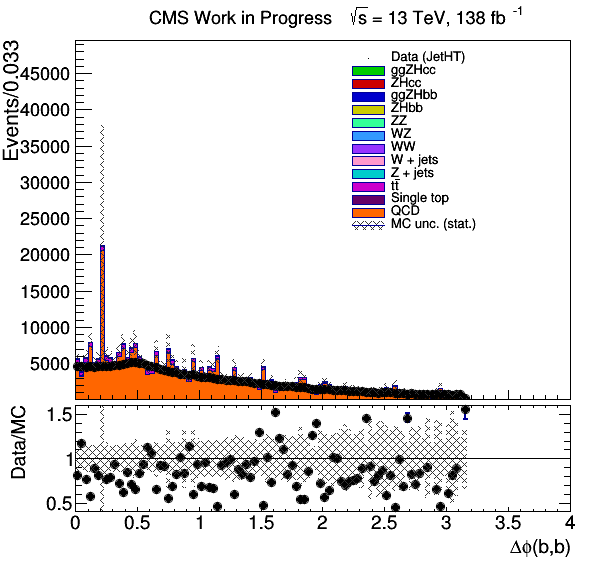 CMS Work in Progress √s = 13 TeV, 138 fb⁻¹
Events/0.033
45000
40000
35000
30000
25000
20000
15000
10000
5000
Data (JetHT)
ggZHcc
ZHcc
ggZHbb
ZHbb
ZZ
WZ
WW
W + jets
Z + jets
tt̄
Single top
QCD
MC unc. (stat.)
Data/MC
1.5
1
0.5
0 0.5 1 1.5 2 2.5 3 3.5 4
Δϕ(b,b)